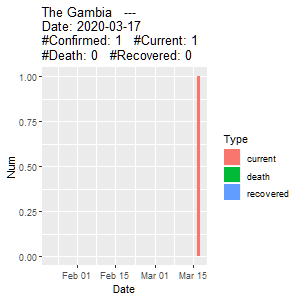 The Gambia   ---
Date: 2020-03-17
#Confirmed: 1   #Current: 1
#Death: 0   #Recovered: 0
1.00
0.75
0.50
0.25
0.00
Num
Feb 01   Feb 15   Mar 01   Mar 15
Date
Type
current
death
recovered